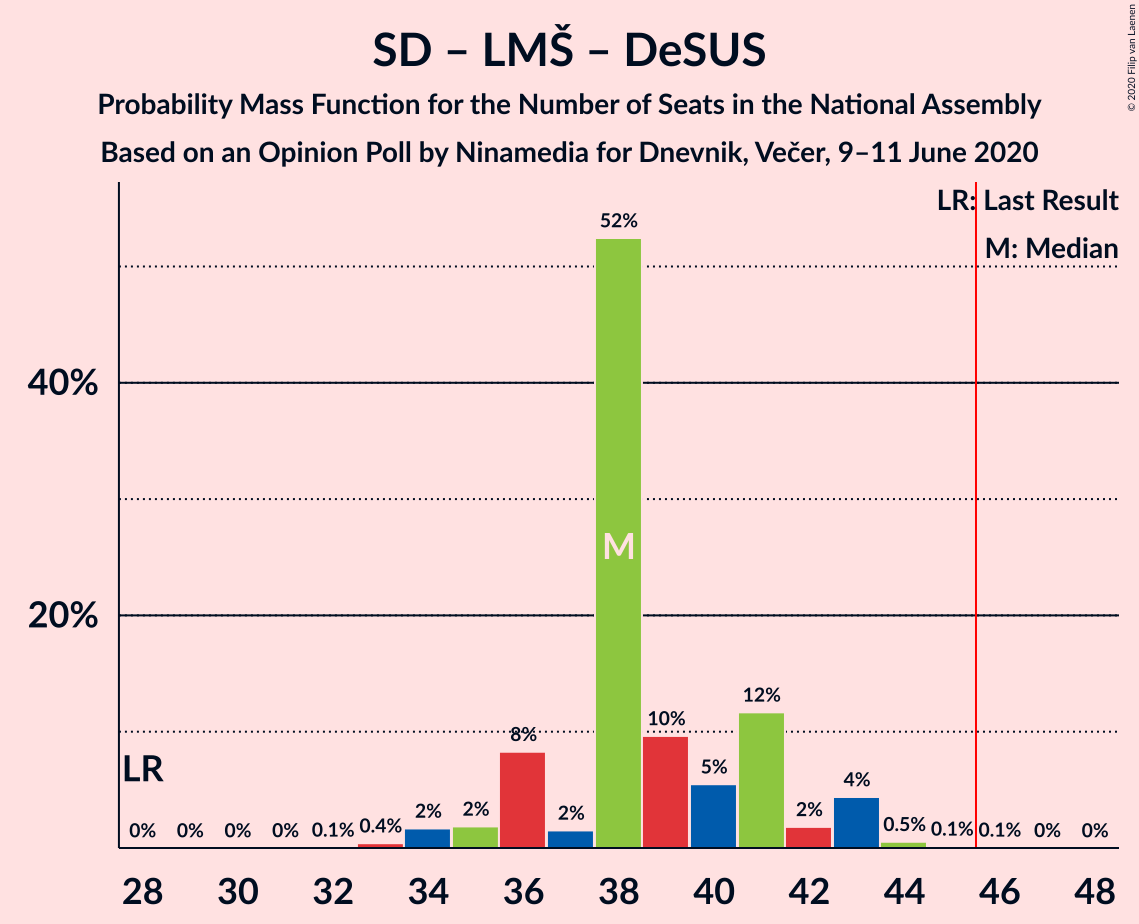 © 2020 Filip van Laenen
SD – LMŠ – DeSUS
Probability Mass Function for the Number of Seats in the National Assembly
Based on an Opinion Poll by Ninamedia for Dnevnik, Večer, 9–11 June 2020
LR: Last Result
M: Median
52%
40%
M
20%
12%
10%
8%
LR
5%
4%
0% 0% 0% 0% 0.1% 0.4% 2% 2% 2% 2% 0.5% 0.1% 0.1% 0% 0%
28 30 32 34 36 38 40 42 44 46 48